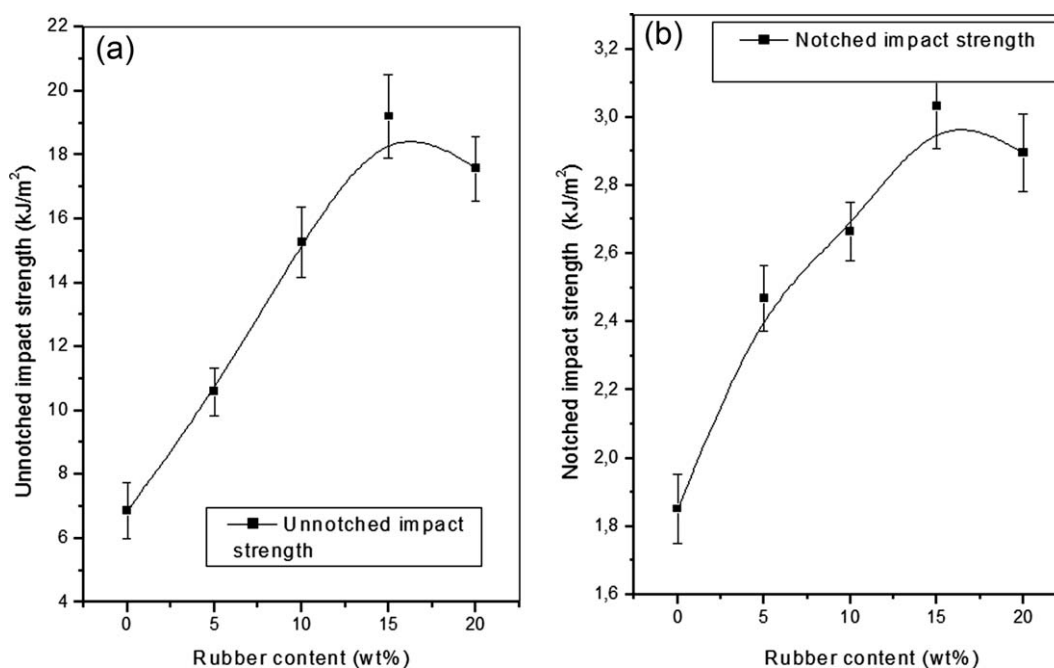 (a)
22
20
18
16
14
12
10
8
6
4
Unnotched impact strength (kJ/m²)
Unnotched impact
strength
0 5 10 15 20
Rubber content (wt%)
(b)
Notched impact strength
3,2
3,0
2,8
2,6
2,4
2,2
2,0
1,8
1,6
Notched impact strength (kJ/m²)
0 5 10 15 20
Rubber content (wt%)